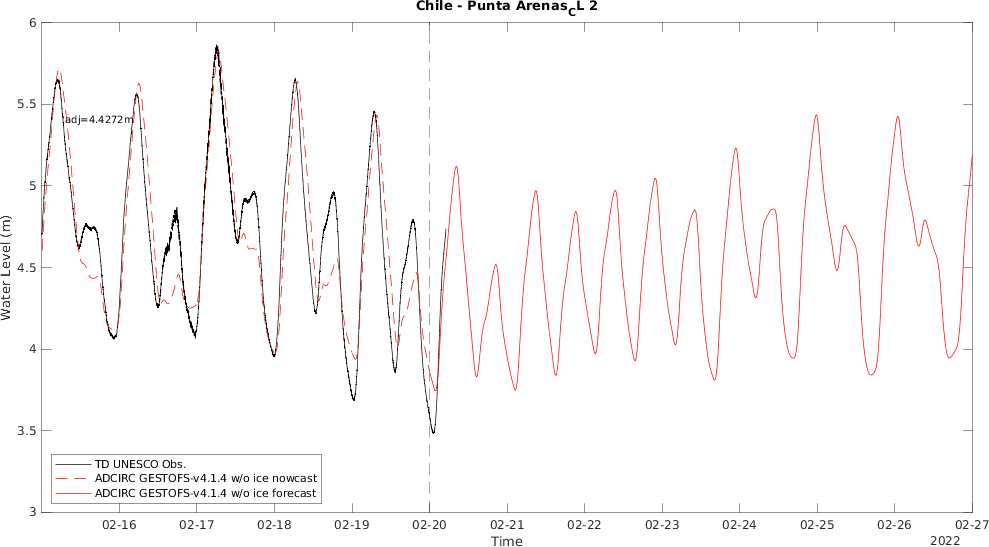 Chile - Punta Arenas_CL 2
6
5.5
5
4.5
4
3.5
3
Water Level (m)
adj=4.4272m
TD UNESCO Obs.
ADCIRC GESTOFS-v4.1.4 w/o ice nowcast
ADCIRC GESTOFS-v4.1.4 w/o ice forecast
02-16 02-17 02-18 02-19 02-20 02-21 02-22 02-23 02-24 02-25 02-26 02-27
Time
2022